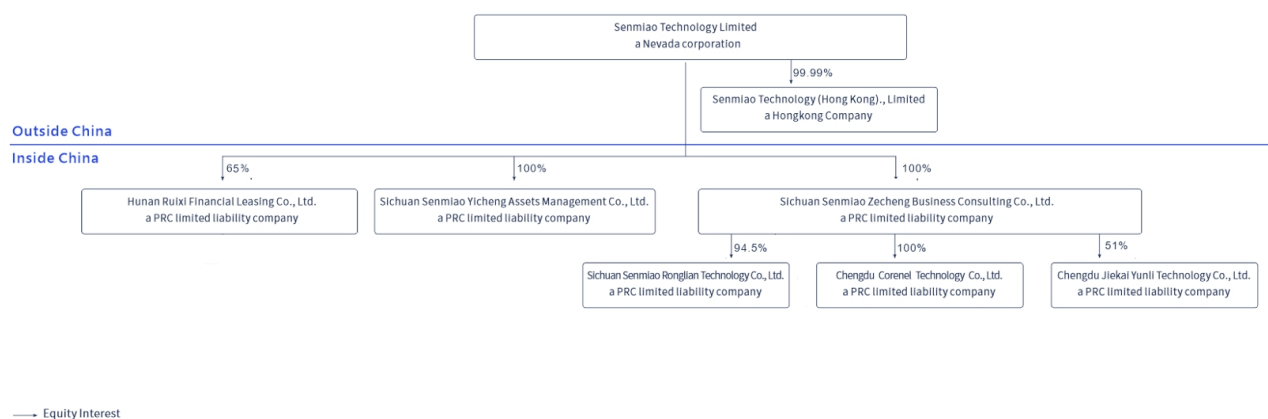 Senmiao Technology Limited
a Nevada corporation
99.99%
Senmiao Technology (Hong Kong)., Limited
a Hongkong Company
Outside China
Inside China
65%
100%
100%
Hunan Ruixi Financial Leasing Co., Ltd.
a PRC limited liability company
Sichuan Senmiao Yicheng Assets Management Co., Ltd.
a PRC limited liability company
Sichuan Senmiao Zecheng Business Consulting Co., Ltd.
a PRC limited liability company
94.5%
100%
51%
Sichuan Senmiao Ronglian Technology Co., Ltd.
a PRC limited liability company
Chengdu Corenel Technology Co., Ltd.
a PRC limited liability company
Chengdu Jiekai Yunli Technology Co., Ltd.
a PRC limited liability company
Equity Interest